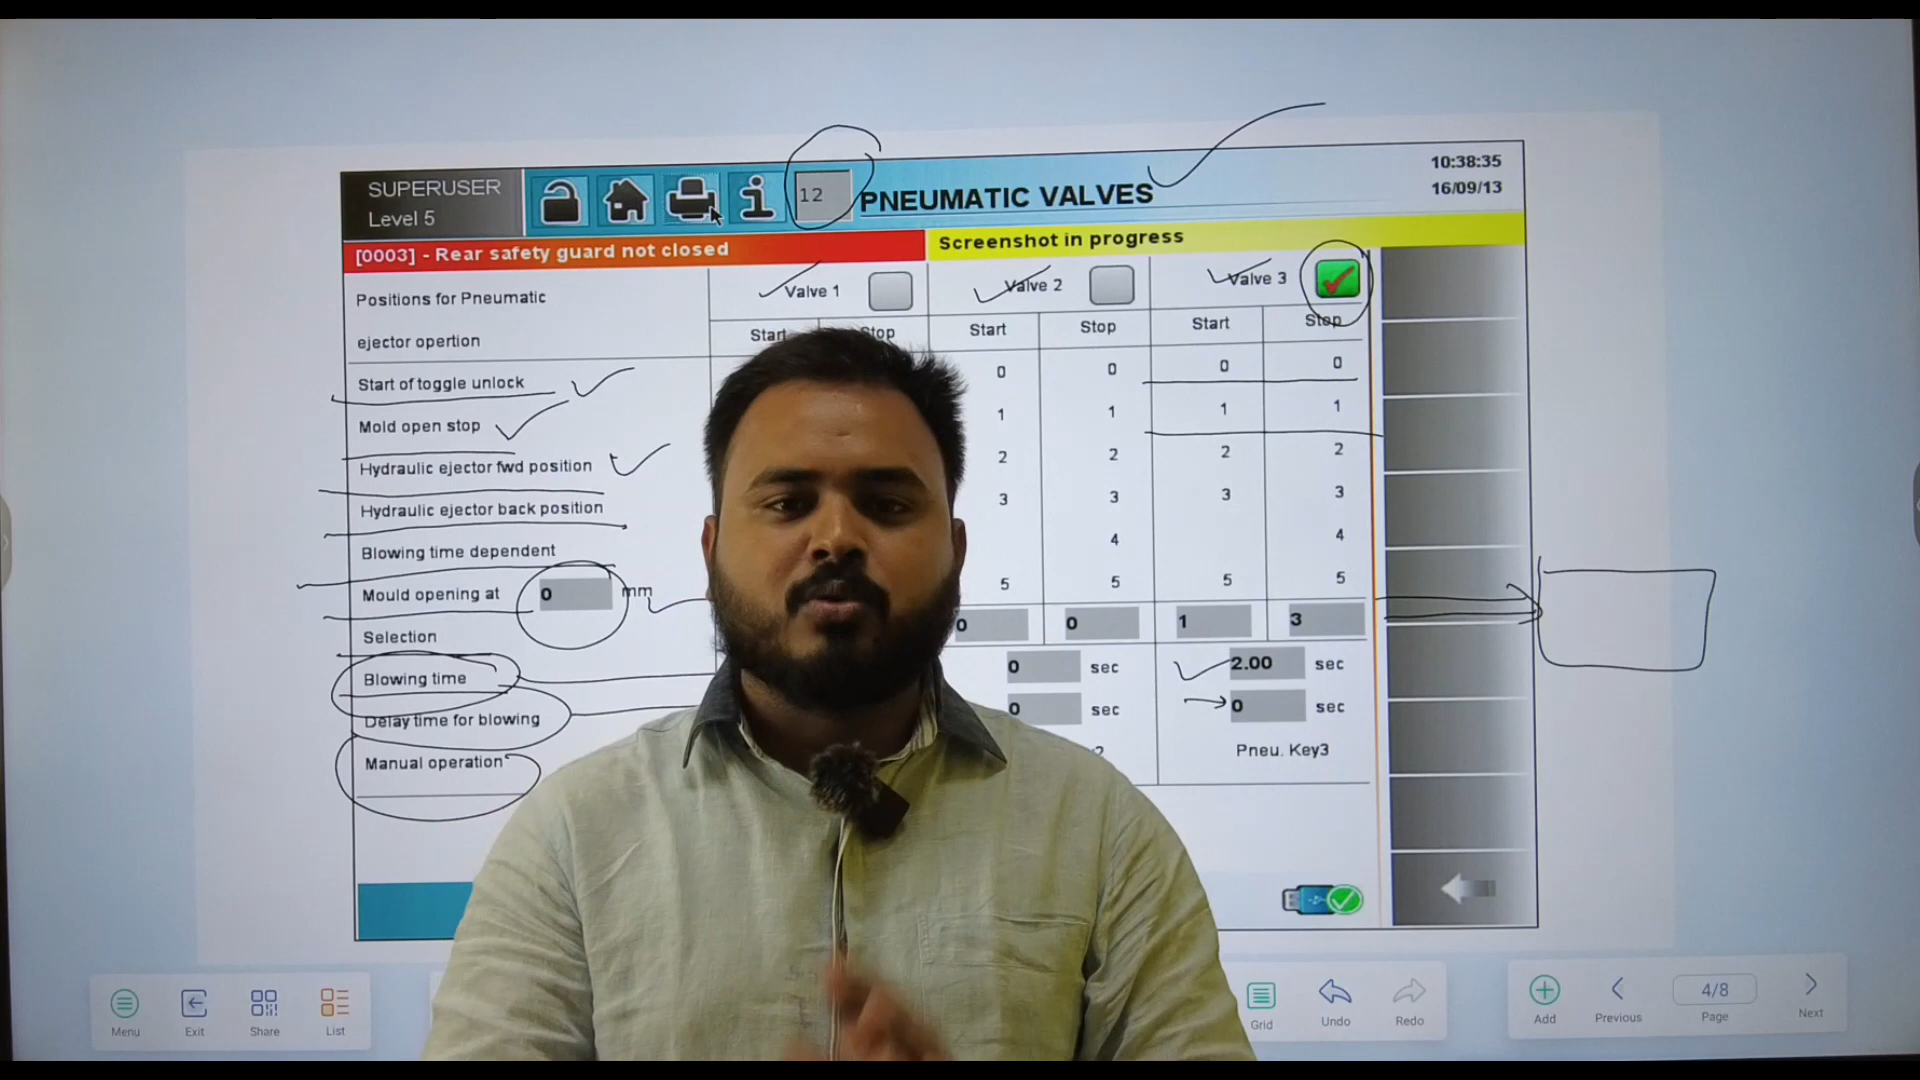 SUPERUSER
Level 5
12
PNEUMATIC VALVES
10:38:35
16/09/13
[0003] - Rear safety guard not closed
Screenshot in progress
Positions for Pneumatic
ejector opertion
Valve 1
Valve 2
Valve 3
Start Stop Start Stop Start Stop
Start of toggle unlock 0 0 0 0
Mold open stop 1 1 1 1
Hydraulic ejector fwd position 2 2 2 2
Hydraulic ejector back position 3 3 3 3
Blowing time dependent 4 4
Mould opening at 0 mm 5 5 5 5
Selection 0 0 1 3
Blowing time 0 sec 2.00 sec
Delay time for blowing 0 sec 0 sec
Manual operation Pneu. Key3
Menu
Exit
Share
List
Grid
Undo
Redo
Add
Previous
4/8
Page
Next